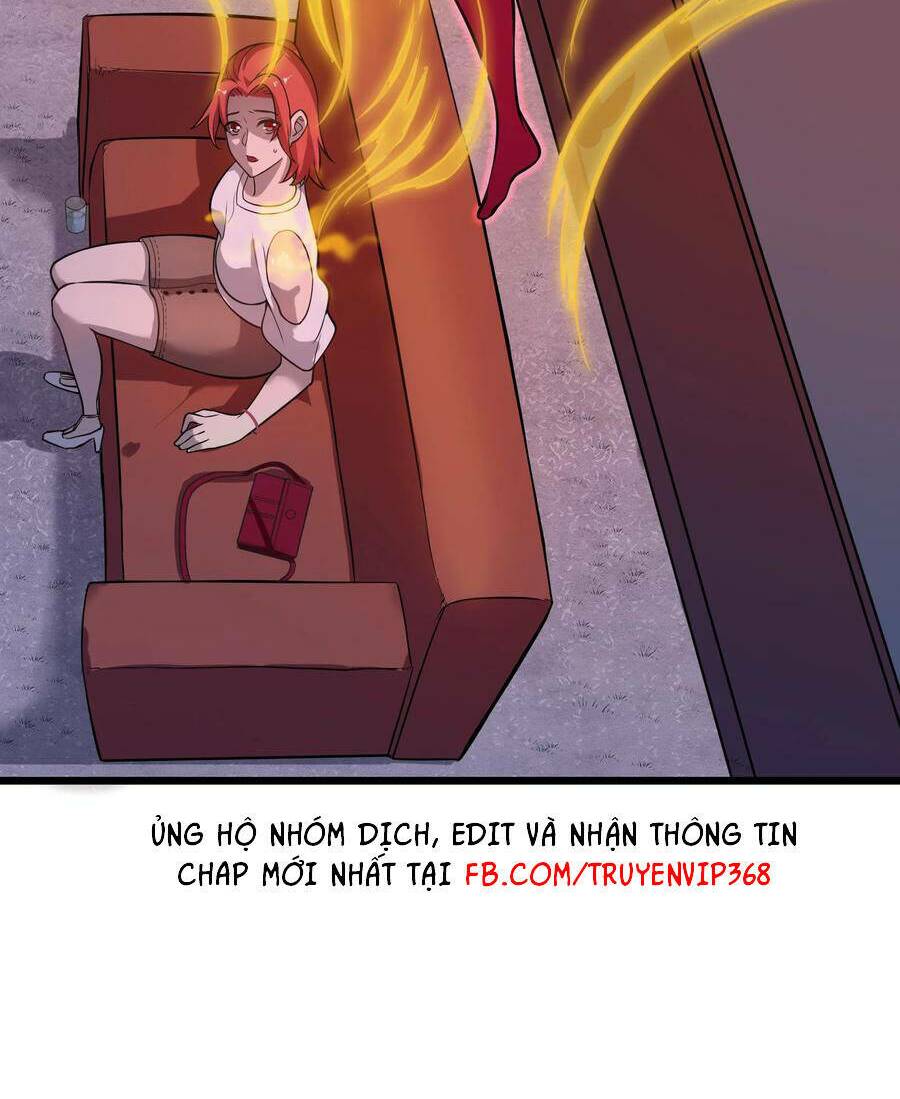 ỦNG HỘ NHÓM DỊCH, EDIT VÀ NHẬN THÔNG TIN
CHAP MỚI NHẤT TẠI FB.COM/TRUYENVIP368